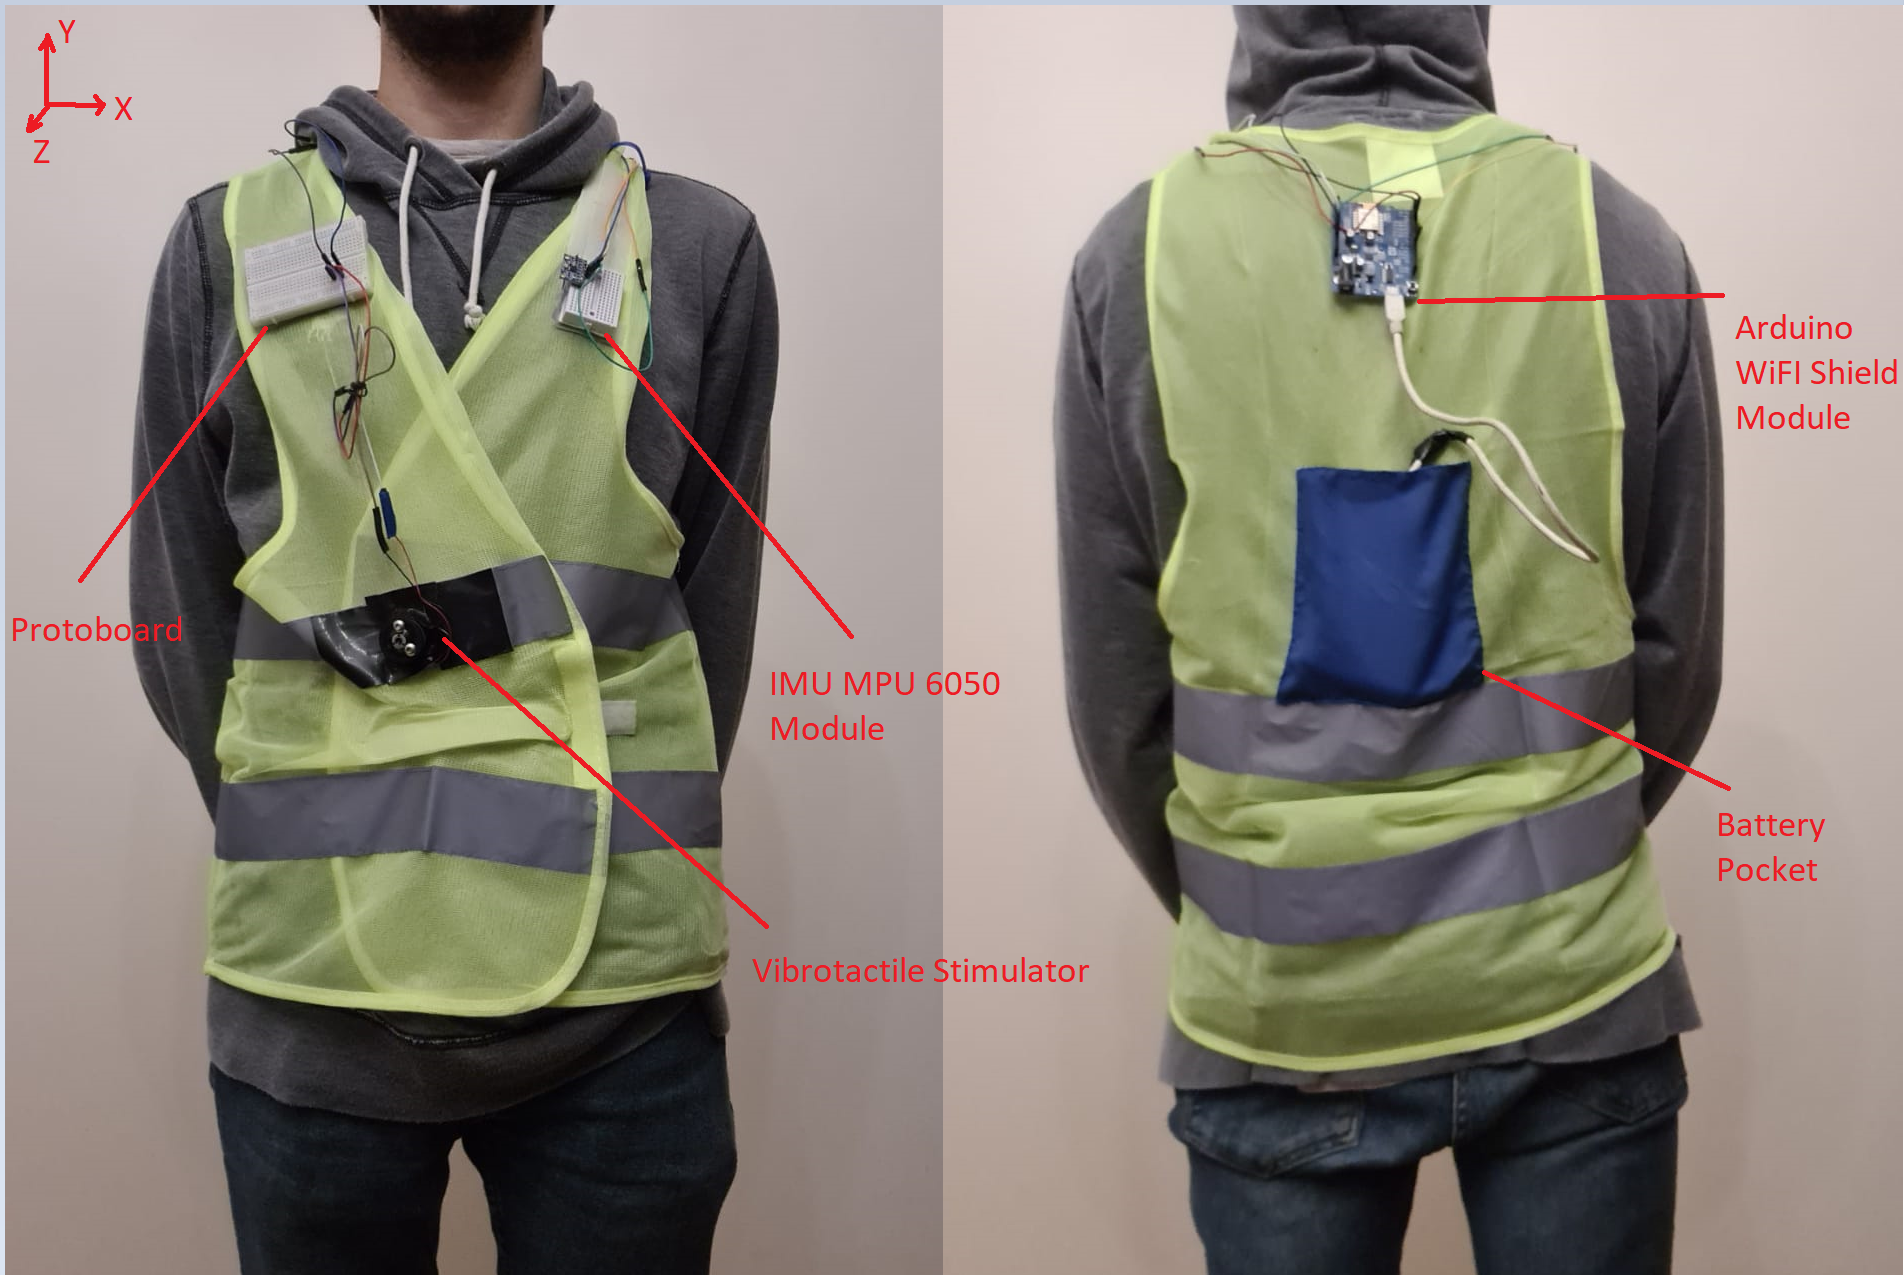 Y
X
Z
Protoboard
IMU MPU 6050
Module
Vibrotactile Stimulator
Arduino
WiFI Shield
Module
Battery
Pocket